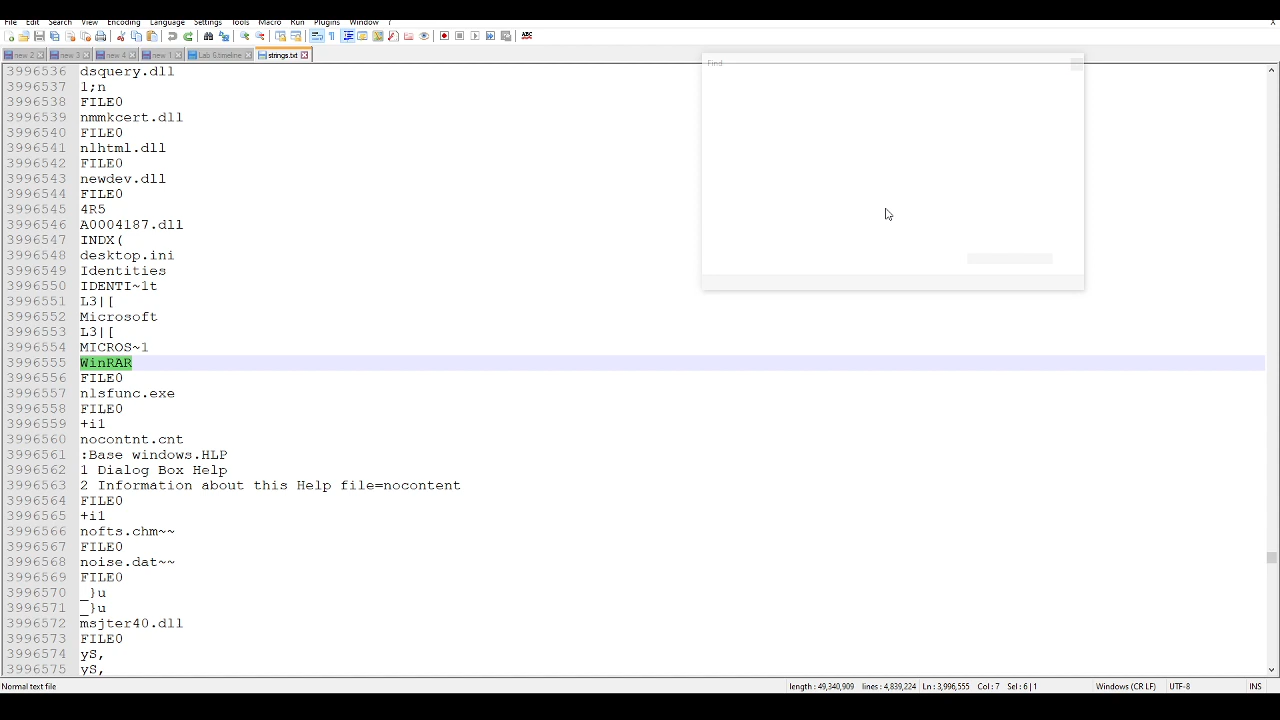 File Edit Search View Encoding Language Settings Tools Macro Run Plugins Window ?
X
ABC
new 2 new 3 new 4 new 1 Lab 6 timeline strings.txt
Find
3996536 dsquery.dll
3996537 1;n
3996538 FILE0
3996539 nmmkcert.dll
3996540 FILE0
3996541 nlhtml.dll
3996542 FILE0
3996543 newdev.dll
3996544 FILE0
3996545 4R5
3996546 A0004187.dll
3996547 INDX(
3996548 desktop.ini
3996549 Identities
3996550 IDENTI~1t
3996551 L3|[
3996552 Microsoft
3996553 L3|[
3996554 MICROS~1
3996555 WinRAR
3996556 FILE0
3996557 nlsfunc.exe
3996558 FILE0
3996559 +i1
3996560 nocontnt.cnt
3996561 :Base windows.HLP
3996562 1 Dialog Box Help
3996563 2 Information about this Help file=nocontent
3996564 FILE0
3996565 +i1
3996566 nofts.chm~~
3996567 FILE0
3996568 noise.dat~~
3996569 FILE0
3996570 _}u
3996571 _}u
3996572 msjter40.dll
3996573 FILE0
3996574 yS,
3996575 yS,
Normal text file length : 49,340,909 lines : 4,839,224 Ln : 3,996,555 Col : 7 Sel : 6 | 1 Windows (CR LF) UTF-8 INS